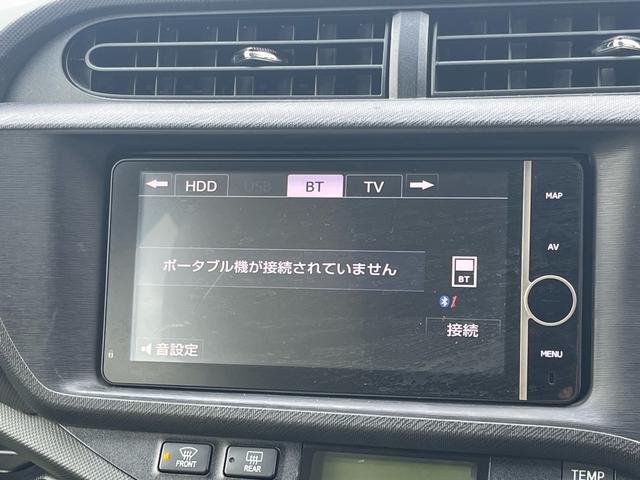 HDD USB BT TV
MAP
AV
ポータブル機が接続されていません
BT
接続
音設定
MENU
FRONT
REAR
TEMP